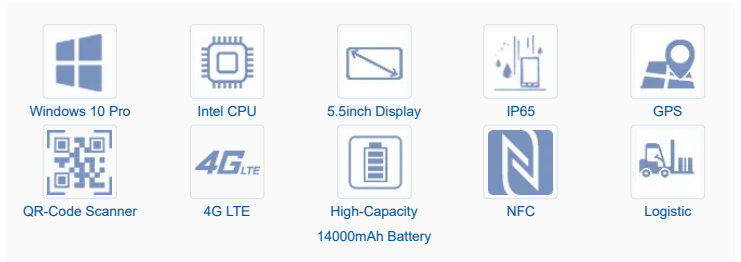 Windows 10 Pro
Intel CPU
5.5inch Display
IP65
GPS
QR-Code Scanner
4G LTE
4G LTE
High-Capacity
14000mAh Battery
NFC
Logistic